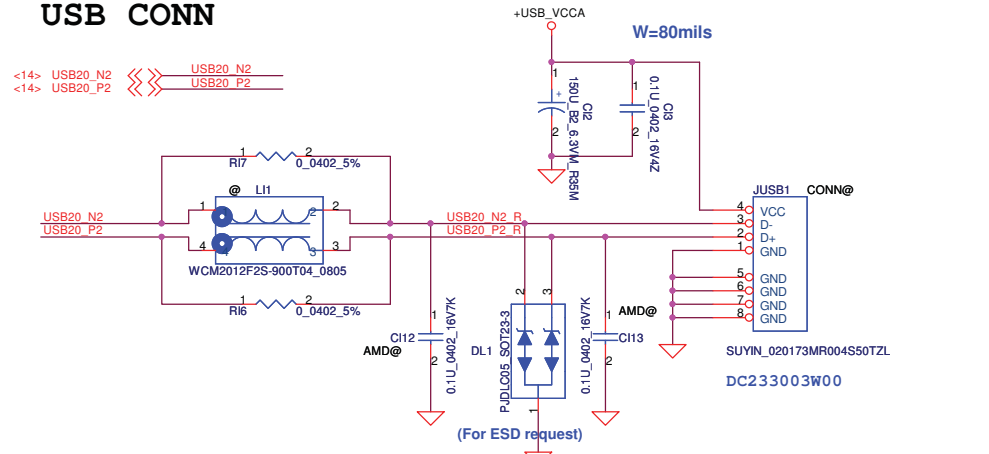 USB CONN
+USB_VCCA
W=80mils
<14> USB20_N2 USB20_N2
<14> USB20_P2 USB20_P2
1 + 2 CI2 150U_B2_6.3VM_R35M
1 2 CI3 0.1U_0402_16V4Z
1 2
RI7 0_0402_5%
@ LI1
USB20_N2 1 2 2 USB20_N2_R
USB20_P2 4 4 3 3 USB20_P2_R
WCM2012F2S-900T04_0805
1 2
RI6 0_0402_5%
JUSB1 CONN@
4 VCC
3 D-
2 D+
1 GND
5 GND
6 GND
7 GND
8 GND
SUYIN_020173MR004S50TZL
DC233003W00
1 CI12 2
AMD@
0.1U_0402_16V7K
2 3
DL1
PJDLC05_SOT23-3
1
0.1U_0402_16V7K
1 CI13 2
AMD@
(For ESD request)